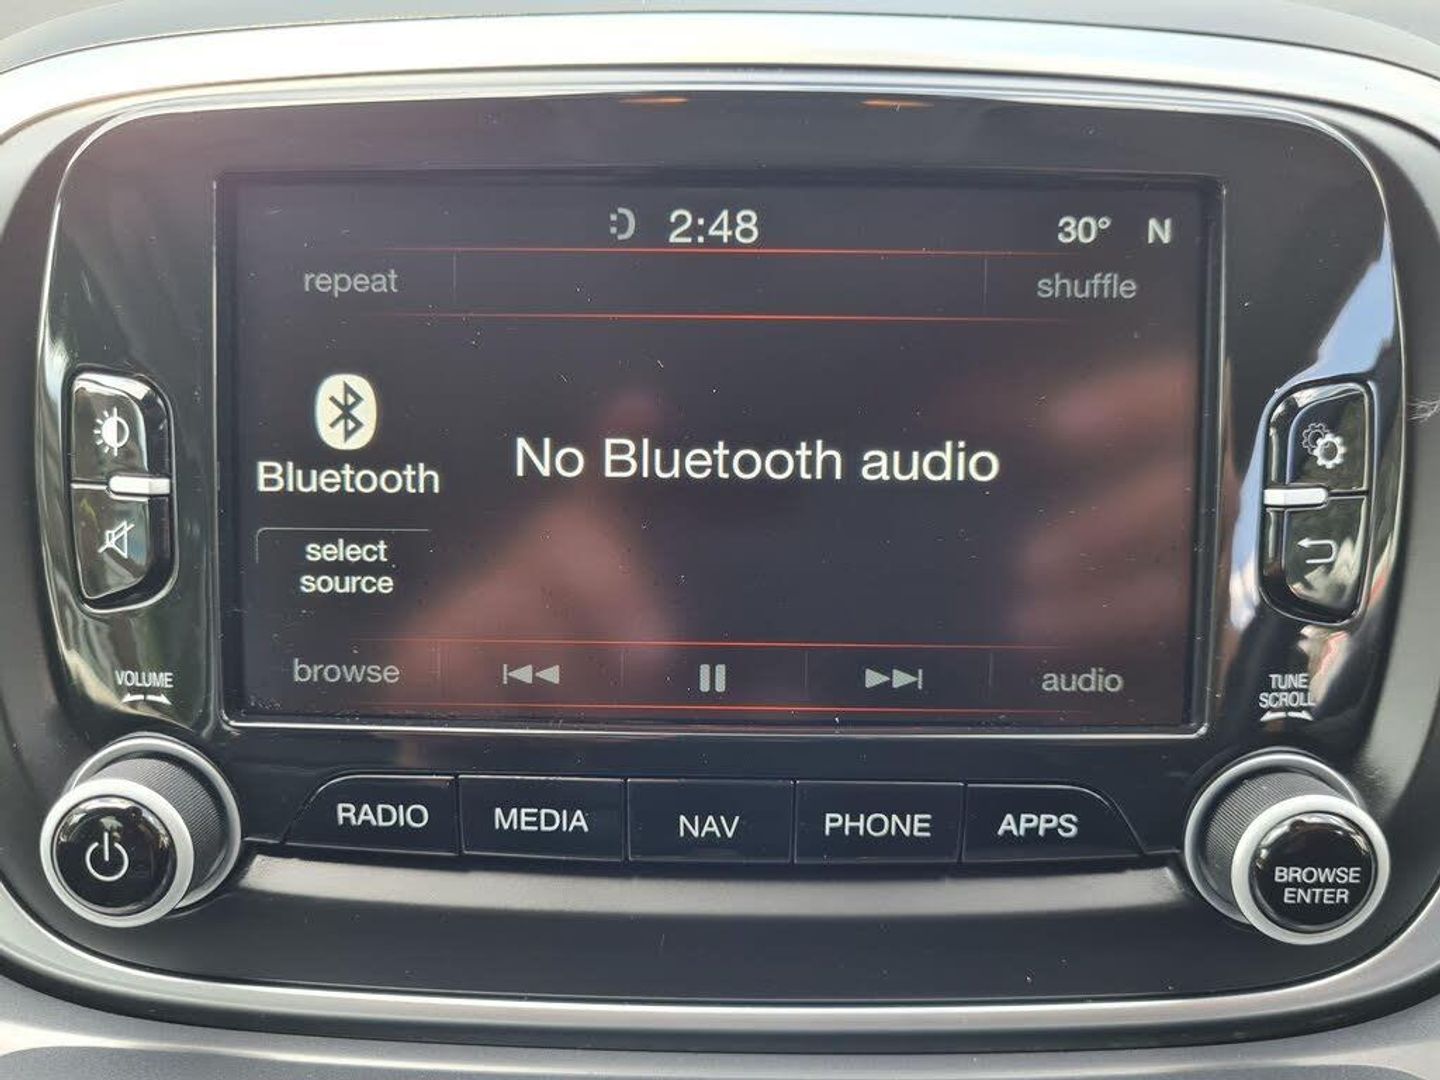 2:48 30° N
repeat shuffle
Bluetooth
No Bluetooth audio
select
source
browse audio
VOLUME
TUNE
SCROLL
RADIO MEDIA NAV PHONE APPS
BROWSE
ENTER